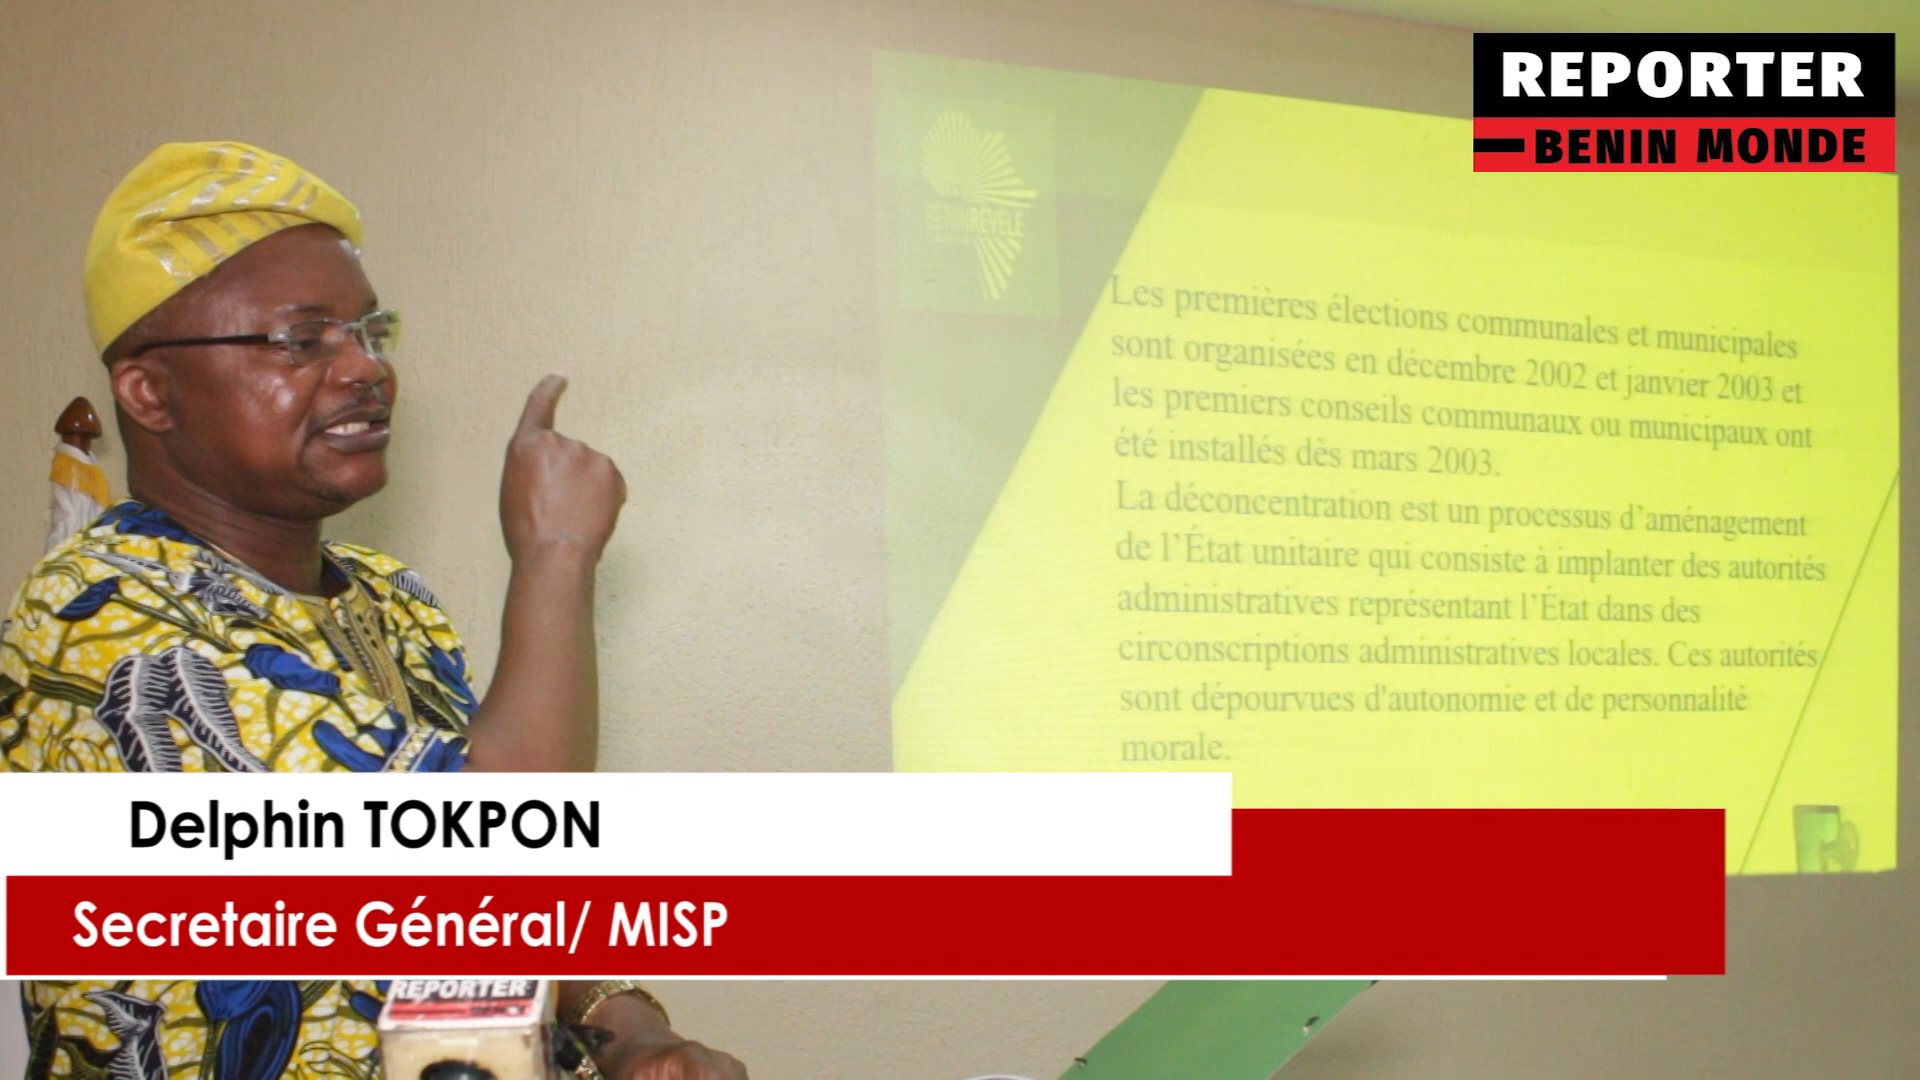 REPORTER
BENIN MONDE
BENIN REVELE
Les premières élections communales et municipales
sont organisées en décembre 2002 et janvier 2003 et
les premiers conseils communaux ou municipaux ont
été installés dès mars 2003.
La déconcentration est un processus d'aménagement
de l'État unitaire qui consiste à implanter des autorités
administratives représentant l'État dans des
circonscriptions administratives locales. Ces autorités
sont dépourvues d'autonomie et de personnalité
morale.
Delphin TOKPON
Secretaire Général/ MISP
REPORTER